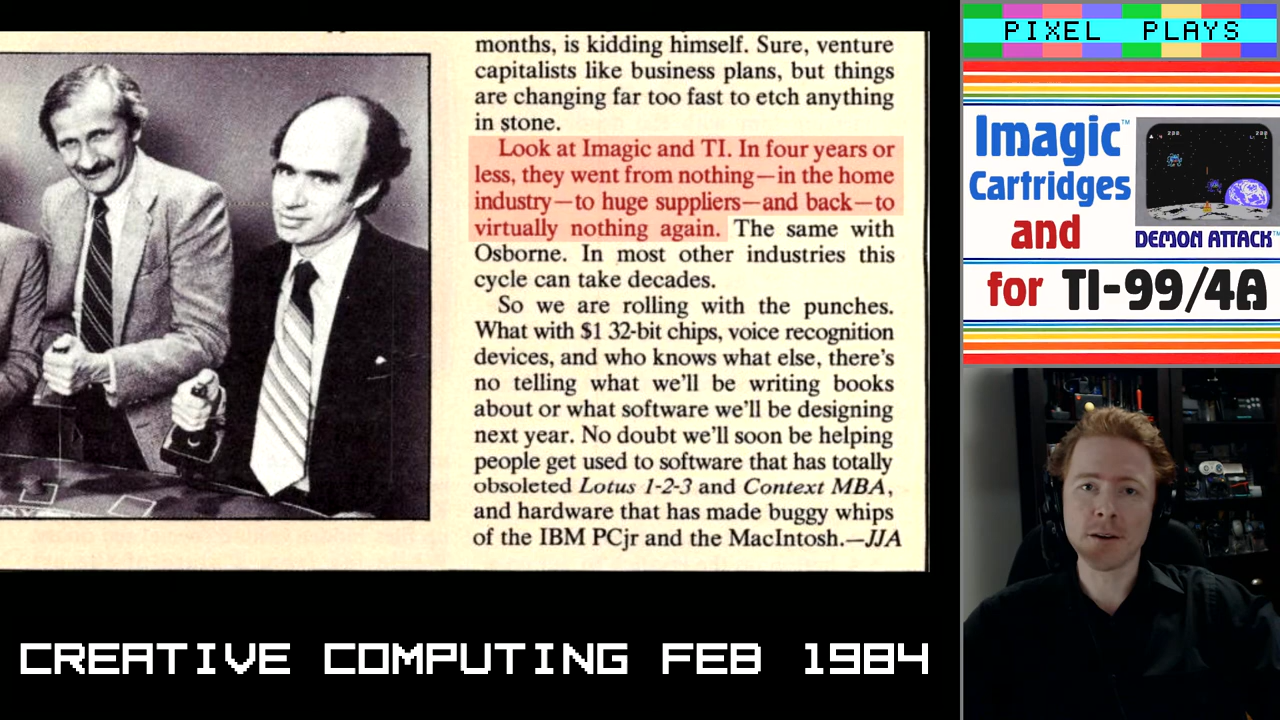 months, is kidding himself. Sure, venture
capitalists like business plans, but things
are changing far too fast to etch anything
in stone.
Look at Imagic and TI. In four years or
less, they went from nothing—in the home
industry—to huge suppliers—and back—to
virtually nothing again. The same with
Osborne. In most other industries this
cycle can take decades.
So we are rolling with the punches.
What with $1 32-bit chips, voice recognition
devices, and who knows what else, there's
no telling what we'll be writing books
about or what software we'll be designing
next year. No doubt we'll soon be helping
people get used to software that has totally
obsoleted Lotus 1-2-3 and Context MBA,
and hardware that has made buggy whips
of the IBM PCjr and the MacIntosh.—JJA
CREATIVE COMPUTING FEB 1984
PIXEL PLAYS
Imagic™
Cartridges
and
DEMON ATTACK™
for TI-99/4A